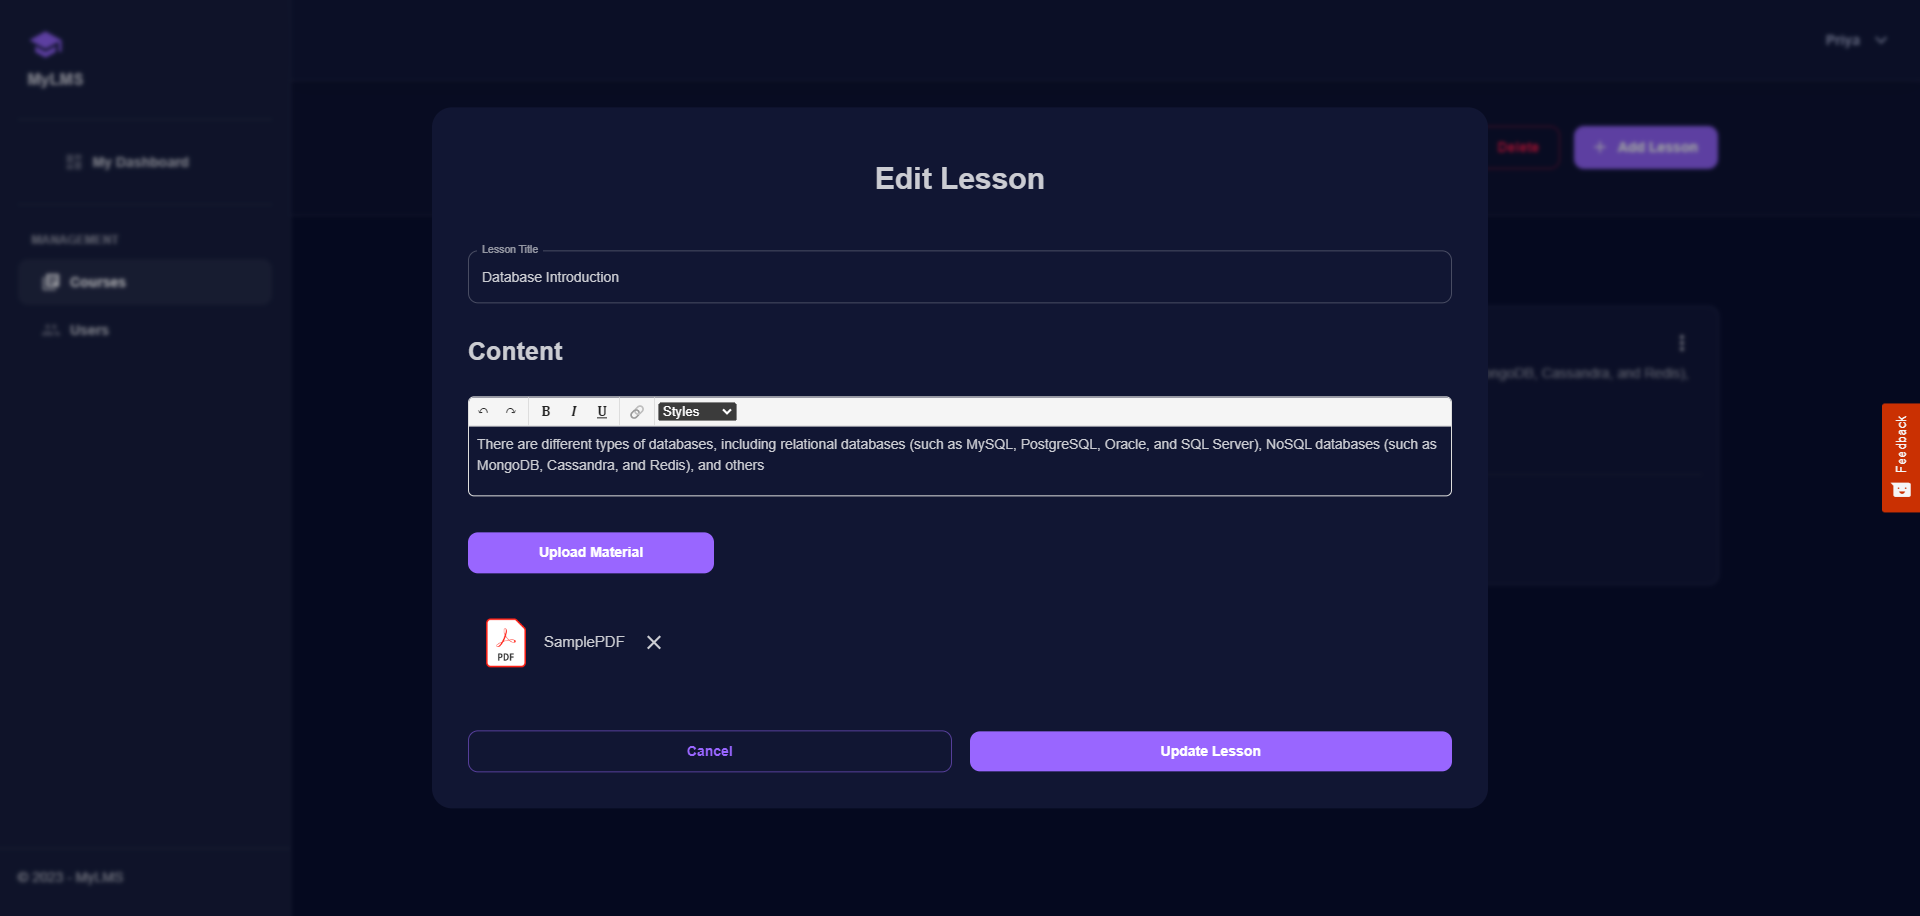 MyLMS
Priya
My Dashboard
Delete
+ Add Lesson
MANAGEMENT
Courses
Users
Edit Lesson
Lesson Title
Database Introduction
Content
B I U Styles
There are different types of databases, including relational databases (such as MySQL, PostgreSQL, Oracle, and SQL Server), NoSQL databases (such as
MongoDB, Cassandra, and Redis), and others
ngoDB, Cassandra, and Redis),
Feedback
Upload Material
PDF
SamplePDF
Cancel
Update Lesson
© 2023 - MyLMS